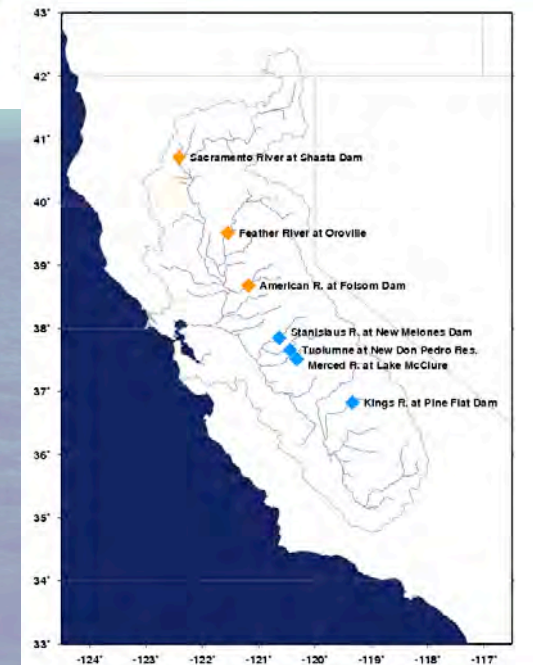 43°
42°
41°
Sacramento River at Shasta Dam
40°
Feather River at Oroville
39°
American R. at Folsom Dam
38°
Stanislaus R. at New Melones Dam
Tuolumne at New Don Pedro Res.
Merced R. at Lake McClure
37°
Kings R. at Pine Flat Dam
36°
35°
34°
33°
-124° -123° -122° -121° -120° -119° -118° -117°